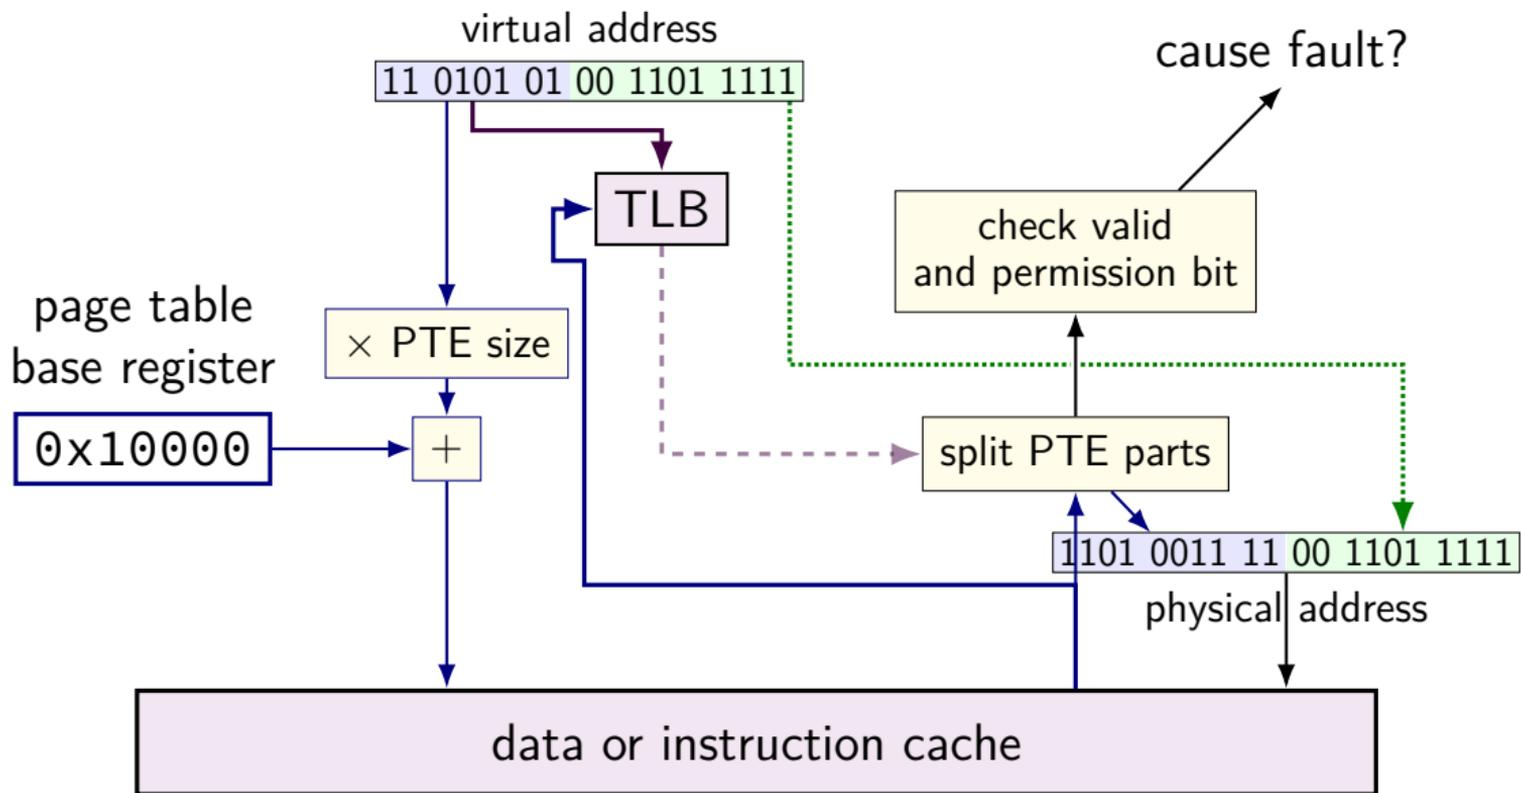 virtual address
11 0101 01 00 1101 1111
cause fault?
TLB
check valid
and permission bit
page table
base register
× PTE size
0x10000
+
split PTE parts
1101 0011 11 00 1101 1111
physical address
data or instruction cache